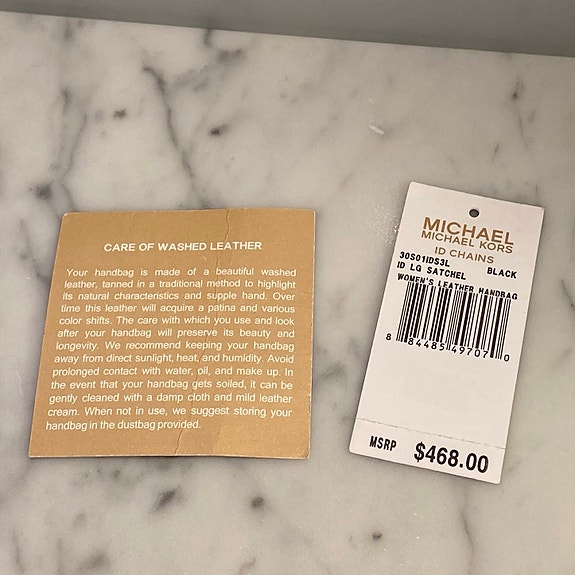 CARE OF WASHED LEATHER
Your handbag is made of a beautiful washed
leather, tanned in a traditional method to highlight
its natural characteristics and supple hand. Over
time this leather will acquire a patina and various
color shifts. The care with which you use and look
after your handbag will preserve its beauty and
longevity. We recommend keeping your handbag
away from direct sunlight, heat, and humidity. Avoid
prolonged contact with water, oil, and make up. In
the event that your handbag gets soiled, it can be
gently cleaned with a damp cloth and mild leather
cream. When not in use, we suggest storing your
handbag in the dustbag provided.
MICHAEL
MICHAEL KORS
ID CHAINS
30S01IDS3L
ID LG SATCHEL BLACK
WOMEN'S LEATHER HANDBAG
8 84485 49707 0
MSRP $468.00